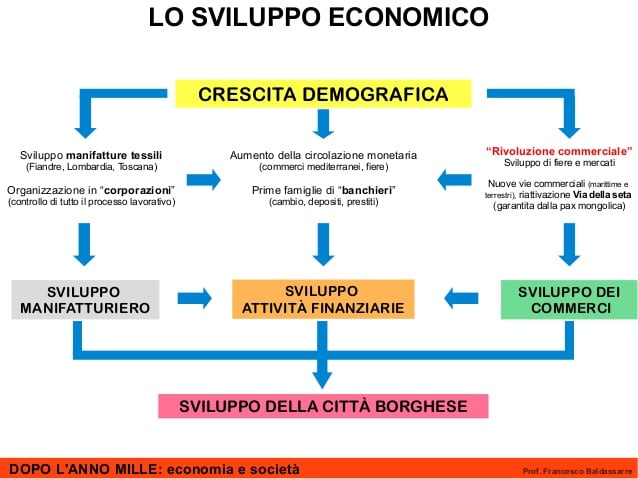 LO SVILUPPO ECONOMICO
CRESCITA DEMOGRAFICA
Sviluppo manifatture tessili
(Fiandre, Lombardia, Toscana)
Organizzazione in “corporazioni”
(controllo di tutto il processo lavorativo)
Aumento della circolazione monetaria
(commerci mediterranei, fiere)
Prime famiglie di “banchieri”
(cambio, depositi, prestiti)
“Rivoluzione commerciale”
Sviluppo di fiere e mercati
Nuove vie commerciali (marittime e
terrestri), riattivazione Via della seta
(garantita dalla pax mongolica)
SVILUPPO
MANIFATTURIERO
SVILUPPO
ATTIVITÀ FINANZIARIE
SVILUPPO DEI
COMMERCI
SVILUPPO DELLA CITTÀ BORGHESE
DOPO L'ANNO MILLE: economia e società
Prof. Francesco Baldassarre